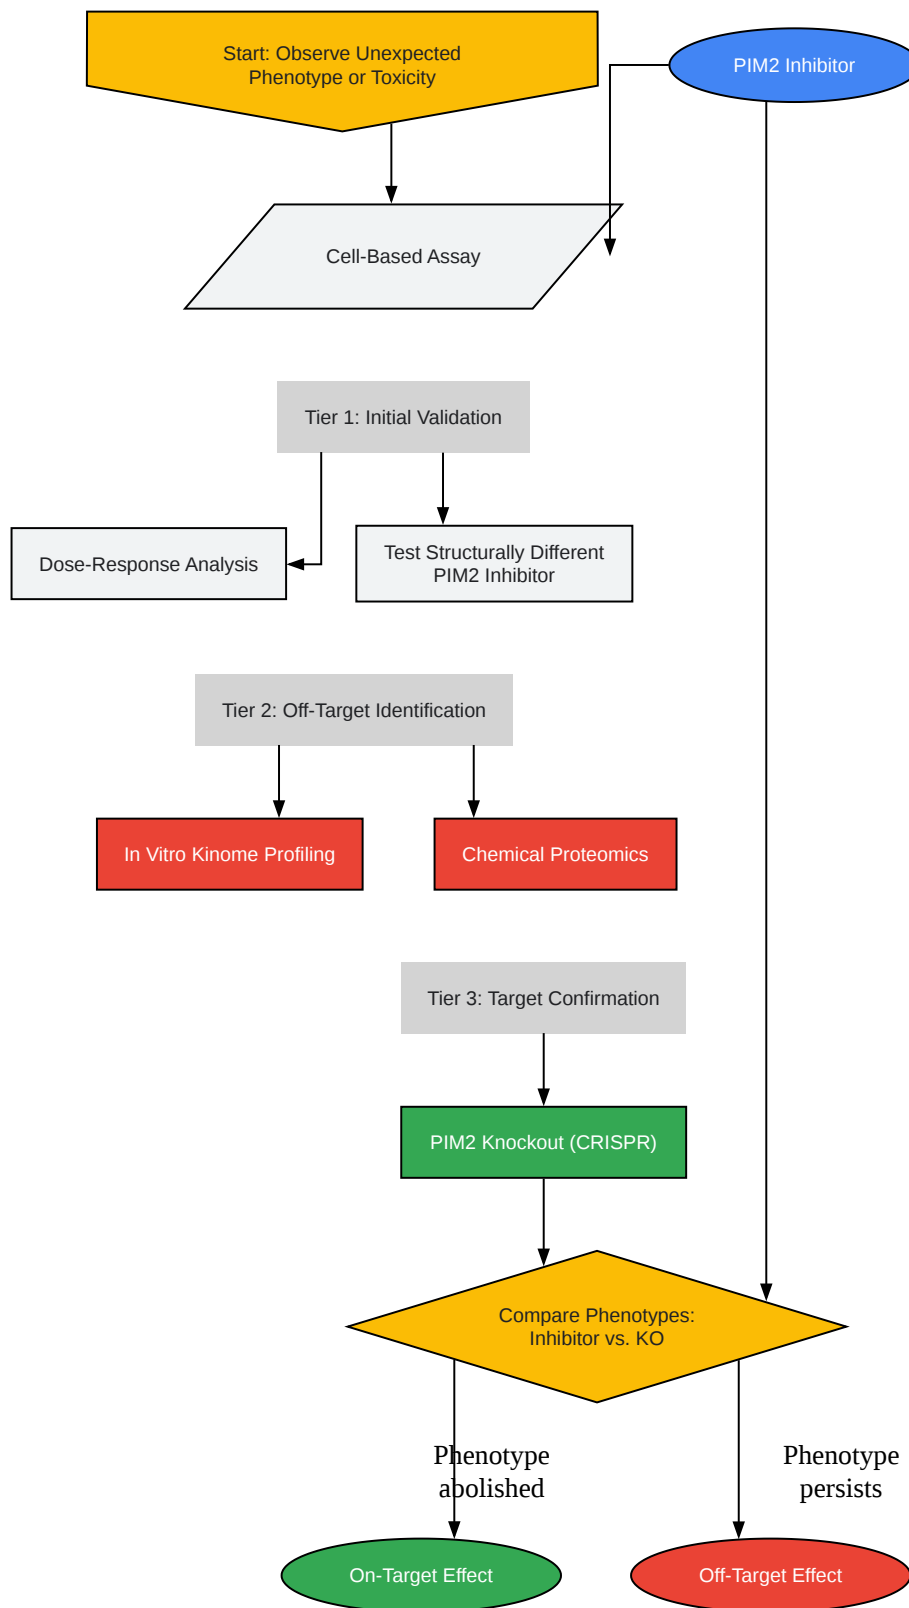 Start: Observe Unexpected
Phenotype or Toxicity
PIM2 Inhibitor
Cell-Based Assay
Tier 1: Initial Validation
Dose-Response Analysis
Test Structurally Different
PIM2 Inhibitor
Tier 2: Off-Target Identification
In Vitro Kinome Profiling
Chemical Proteomics
Tier 3: Target Confirmation
PIM2 Knockout (CRISPR)
Compare Phenotypes:
Inhibitor vs. KO
Phenotype
abolished
Phenotype
persists
On-Target Effect
Off-Target Effect